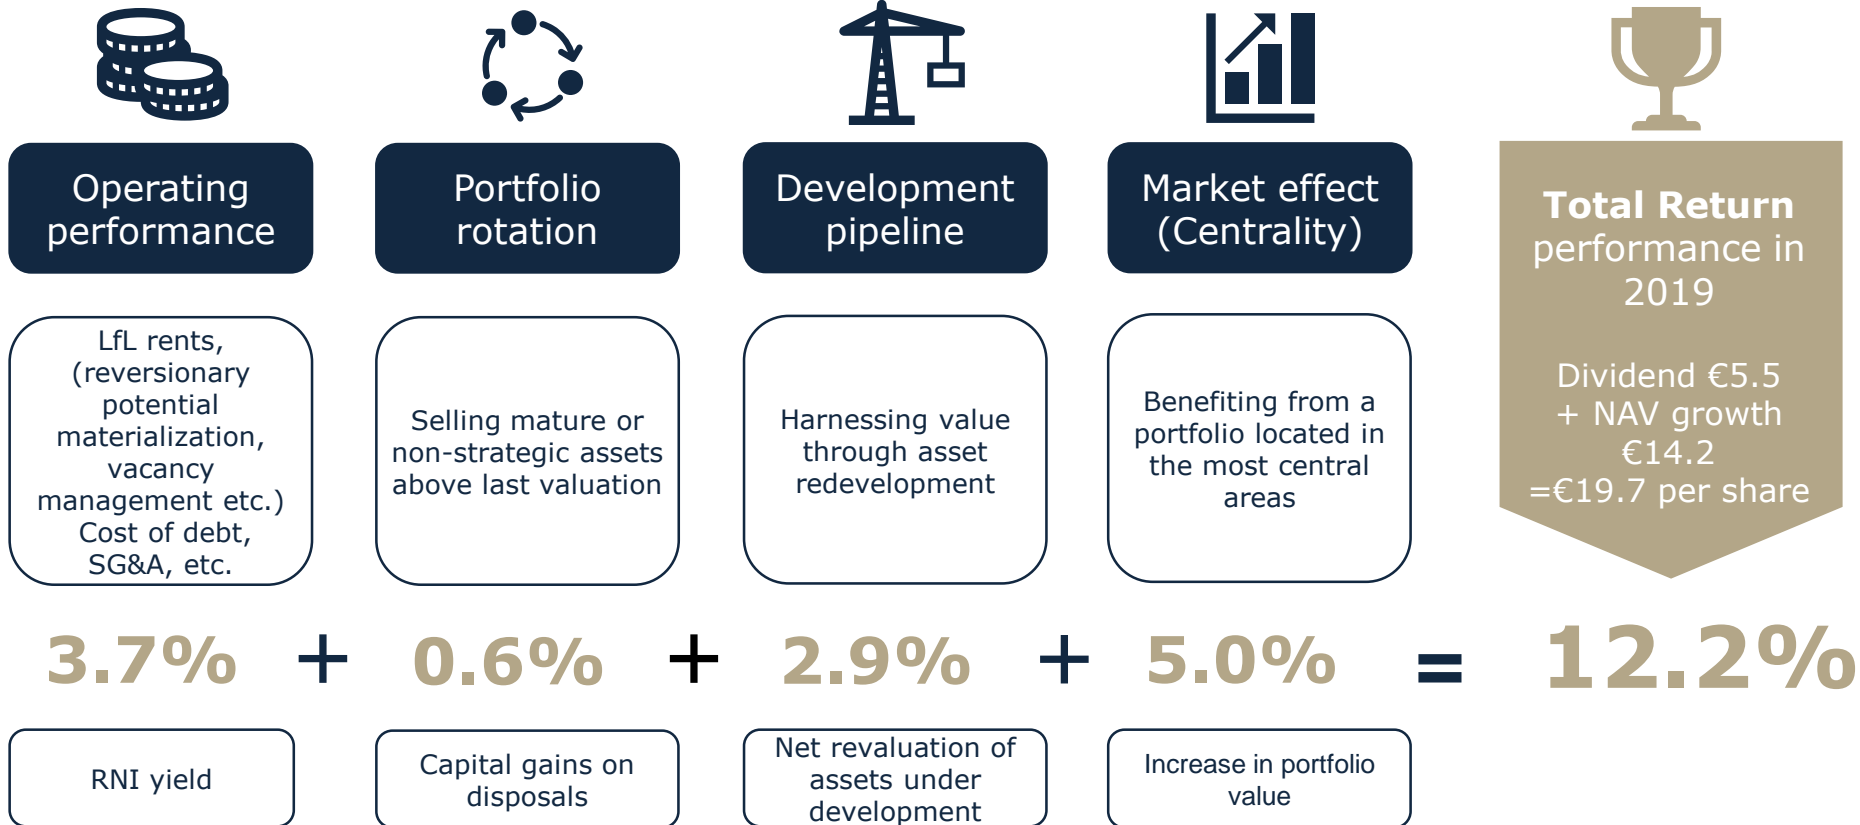 Operating
performance
Portfolio
rotation
Development
pipeline
Market effect
(Centrality)
Total Return
performance in
2019
Dividend €5.5
+ NAV growth
€14.2
=€19.7 per share
LfL rents,
(reversionary
potential
materialization,
vacancy
management etc.)
Cost of debt,
SG&A, etc.
Selling mature or
non-strategic assets
above last valuation
Harnessing value
through asset
redevelopment
Benefiting from a
portfolio located in
the most central
areas
3.7% + 0.6% + 2.9% + 5.0% = 12.2%
RNI yield
Capital gains on
disposals
Net revaluation of
assets under
development
Increase in portfolio
value